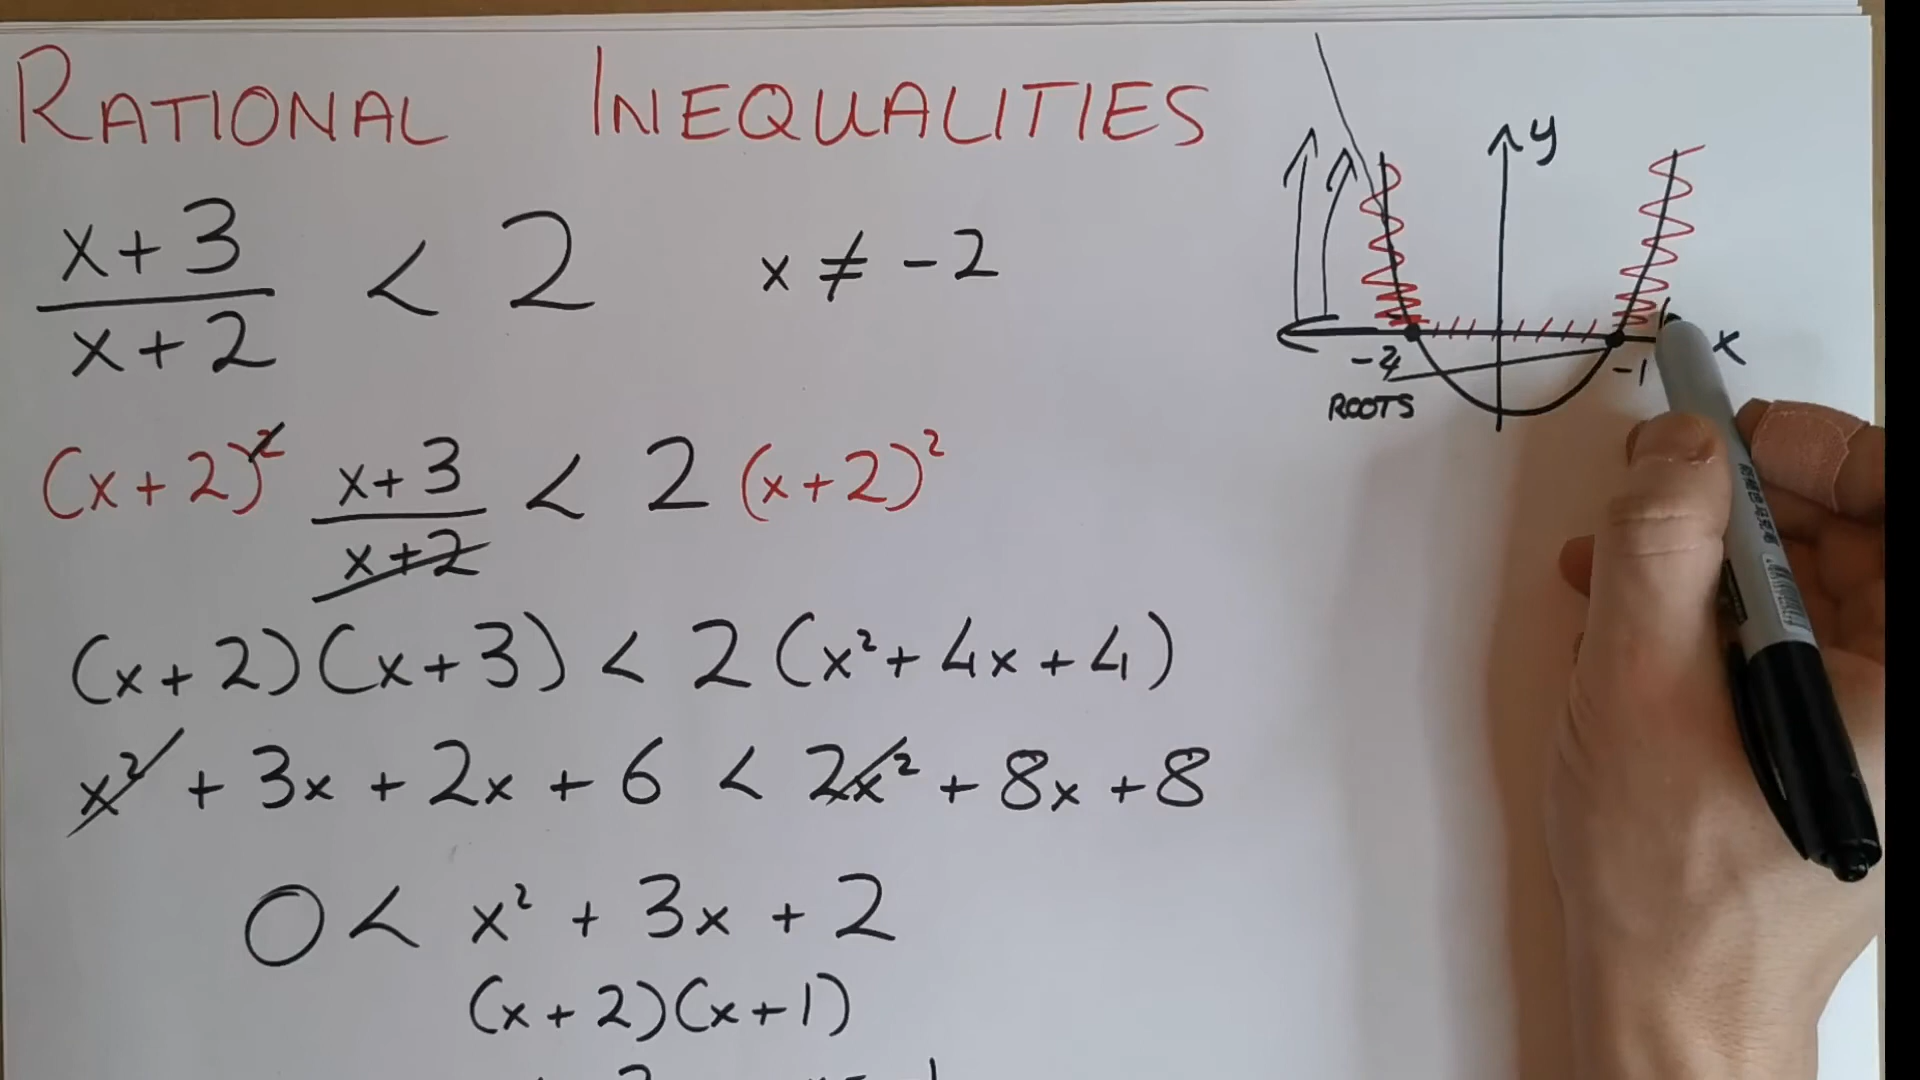 RATIONAL INEQUALITIES
x+3/x+2 < 2 x ≠ -2
(x+2)² x+3/x+2 < 2(x+2)²
(x+2)(x+3) < 2(x²+4x+4)
x² + 3x + 2x + 6 < 2x² + 8x + 8
0 < x² + 3x + 2
(x+2)(x+1)
y
x
-2
-1
ROOTS